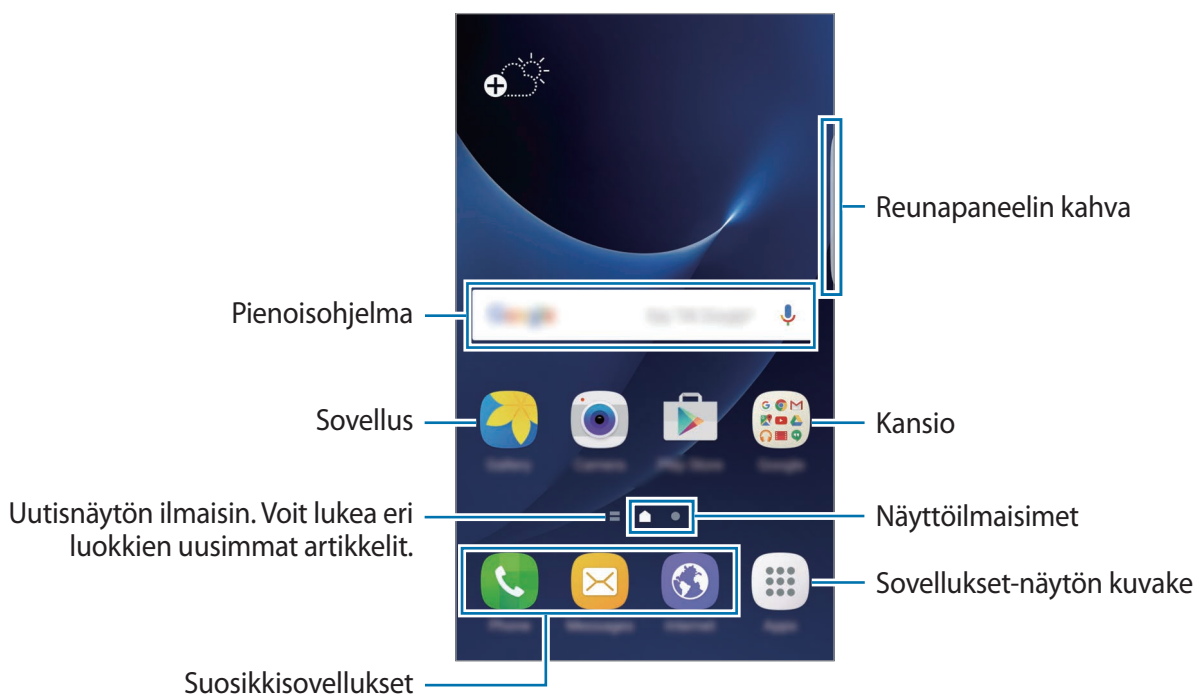 Reunapaneelin kahva
Pienoisohjelma
Sovellus
Kansio
Uutisnäytön ilmaisin. Voit lukea eri
luokkien uusimmat artikkelit.
Näyttöilmaisimet
Sovellukset-näytön kuvake
Suosikkisovellukset